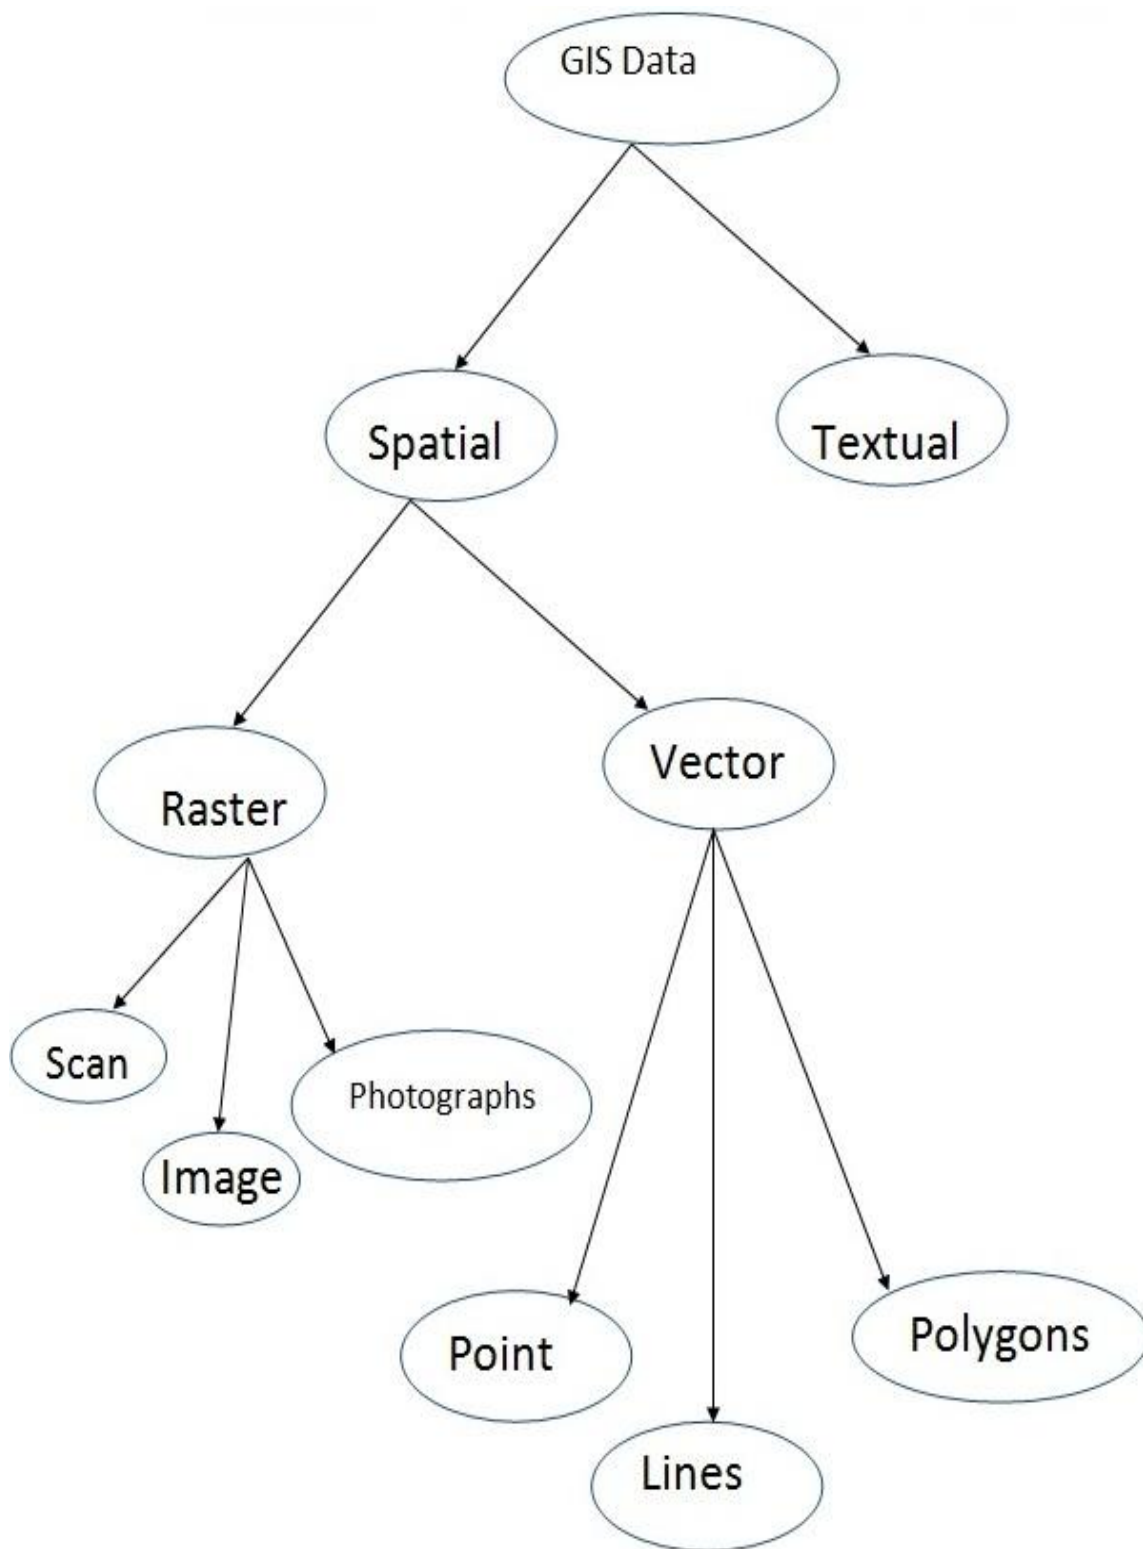 GIS Data
Spatial
Textual
Raster
Vector
Scan
Image
Photographs
Point
Lines
Polygons